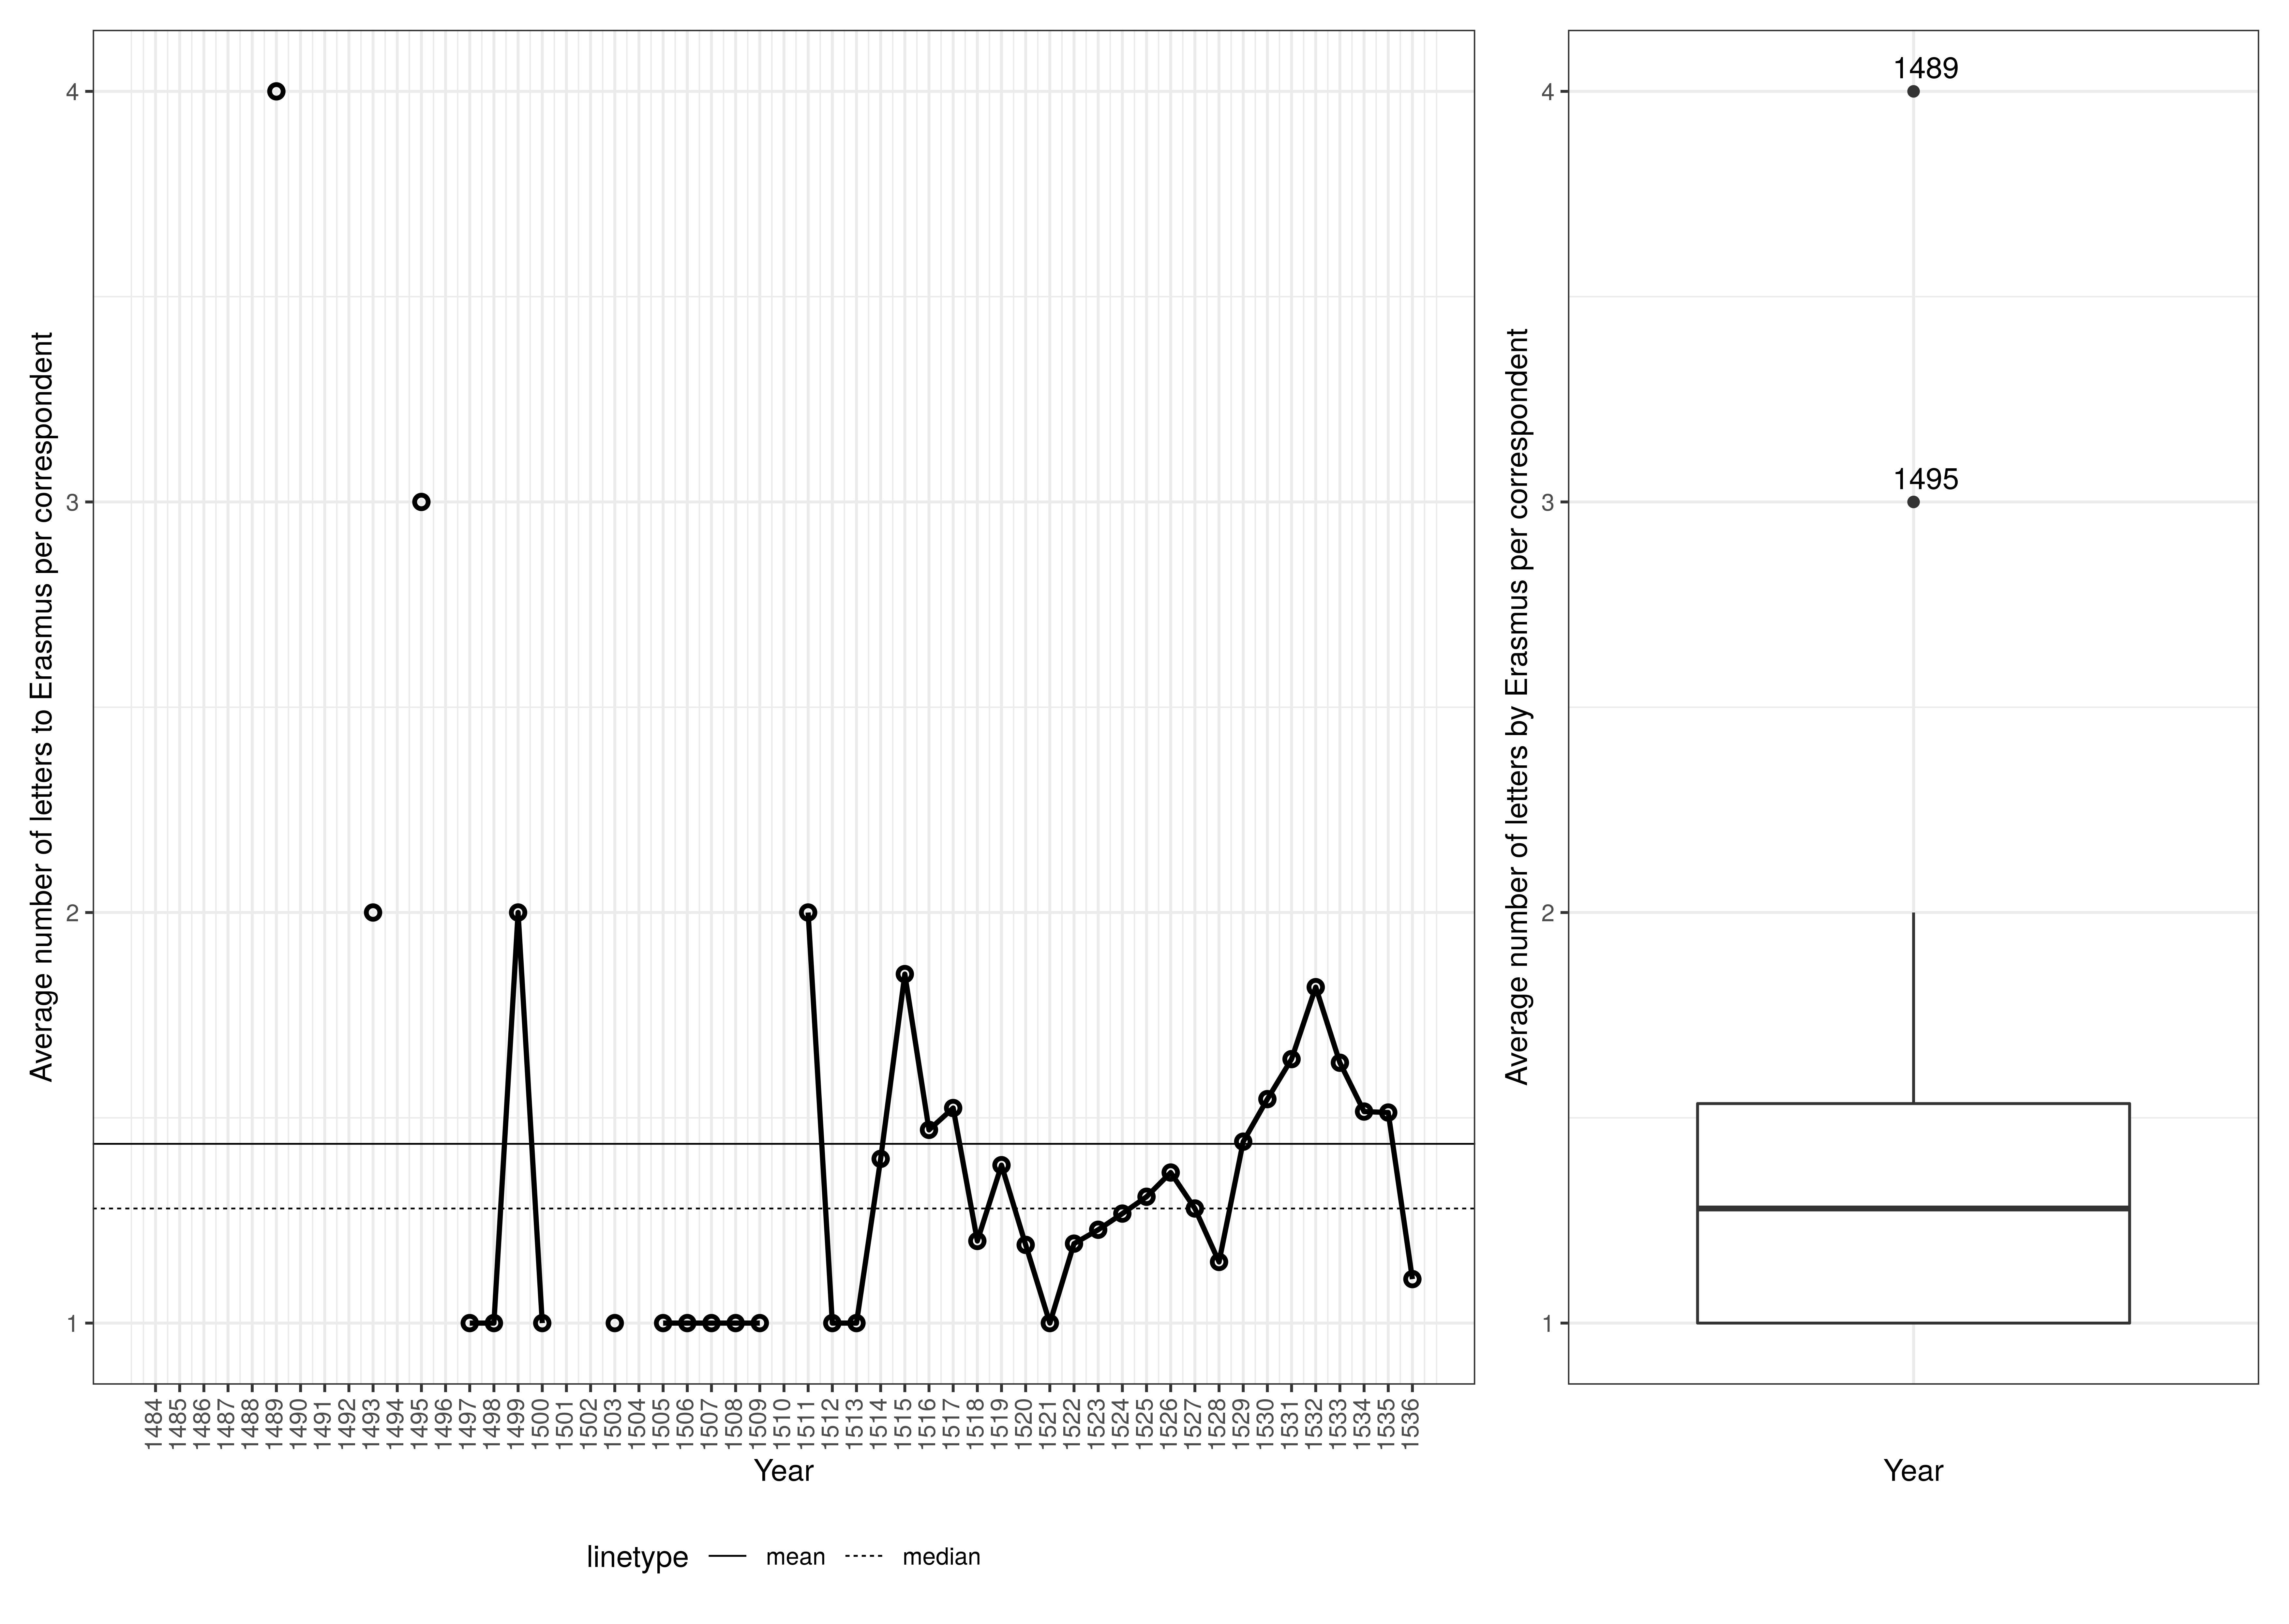 Average number of letters to Erasmus per correspondent
4
3
2
1
1484 1485 1486 1487 1488 1489 1490 1491 1492 1493 1494 1495 1496 1497 1498 1499 1500 1501 1502 1503 1504 1505 1506 1507 1508 1509 1510 1511 1512 1513 1514 1515 1516 1517 1518 1519 1520 1521 1522 1523 1524 1525 1526 1527 1528 1529 1530 1531 1532 1533 1534 1535 1536
Year
linetype mean median
Average number of letters by Erasmus per correspondent
4
3
2
1
1489
1495
Year